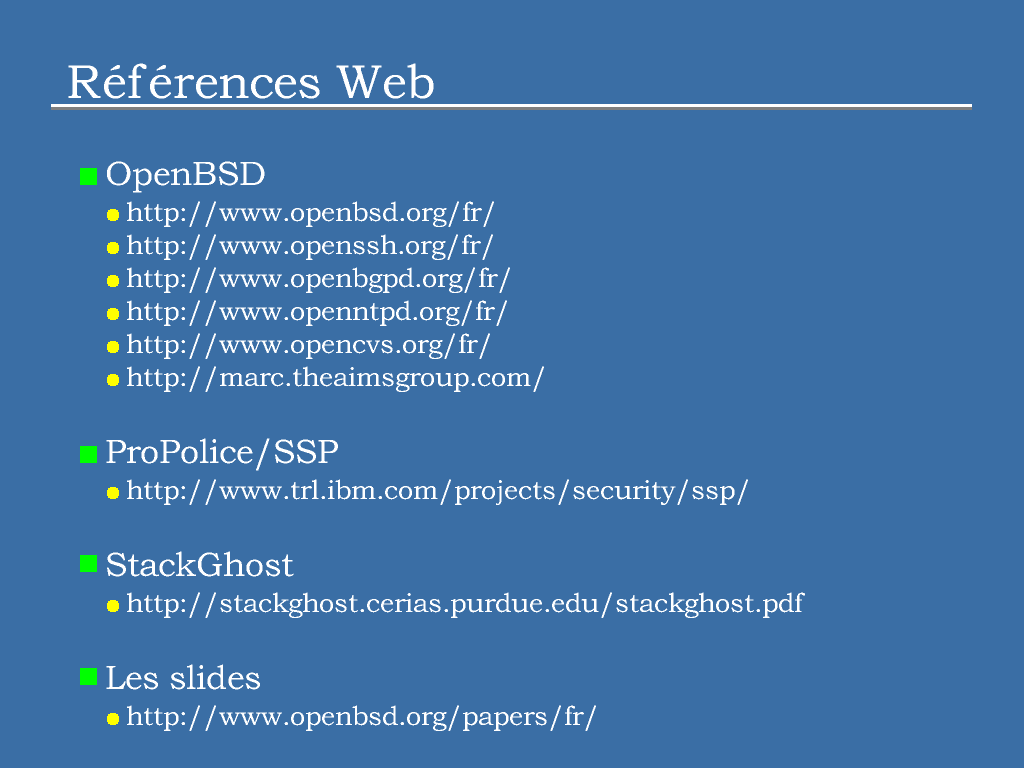 Références Web
OpenBSD
http://www.openbsd.org/fr/
http://www.openssh.org/fr/
http://www.openbgpd.org/fr/
http://www.openntpd.org/fr/
http://www.opencvs.org/fr/
http://marc.theaimsgroup.com/
ProPolice/SSP
http://www.trl.ibm.com/projects/security/ssp/
StackGhost
http://stackghost.cerias.purdue.edu/stackghost.pdf
Les slides
http://www.openbsd.org/papers/fr/